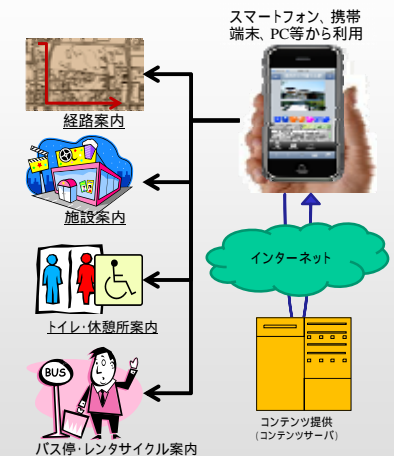 スマートフォン、携帯
端末、PC等から利用
経路案内
施設案内
インターネット
トイレ・休憩所案内
BUS
コンテンツ提供
(コンテンツサーバ)
バス停・レンタサイクル案内